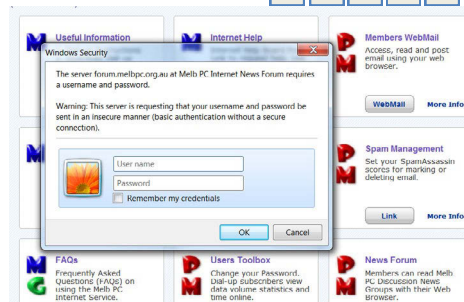 Useful Information
Internet Help
Members WebMail
Access, read and post
email using your web
browser.
WebMail
More Info
Windows Security
The server forum.melbpc.org.au at Melb PC Internet News Forum requires
a username and password.
Warning: This server is requesting that your username and password be
sent in an insecure manner (basic authentication without a secure
connection).
User name
Password
Remember my credentials
OK
Cancel
Spam Management
Set your SpamAssassin
scores for marking or
deleting email.
Link
More Info
FAQs
Frequently Asked
Questions (FAQs) on
using the Melb PC
Internet Service.
Users Toolbox
Change your Password.
Dial-up subscribers view
data volume statistics and
time online.
News Forum
Members can read Melb
PC Discussion News
Groups with their Web
Browser.